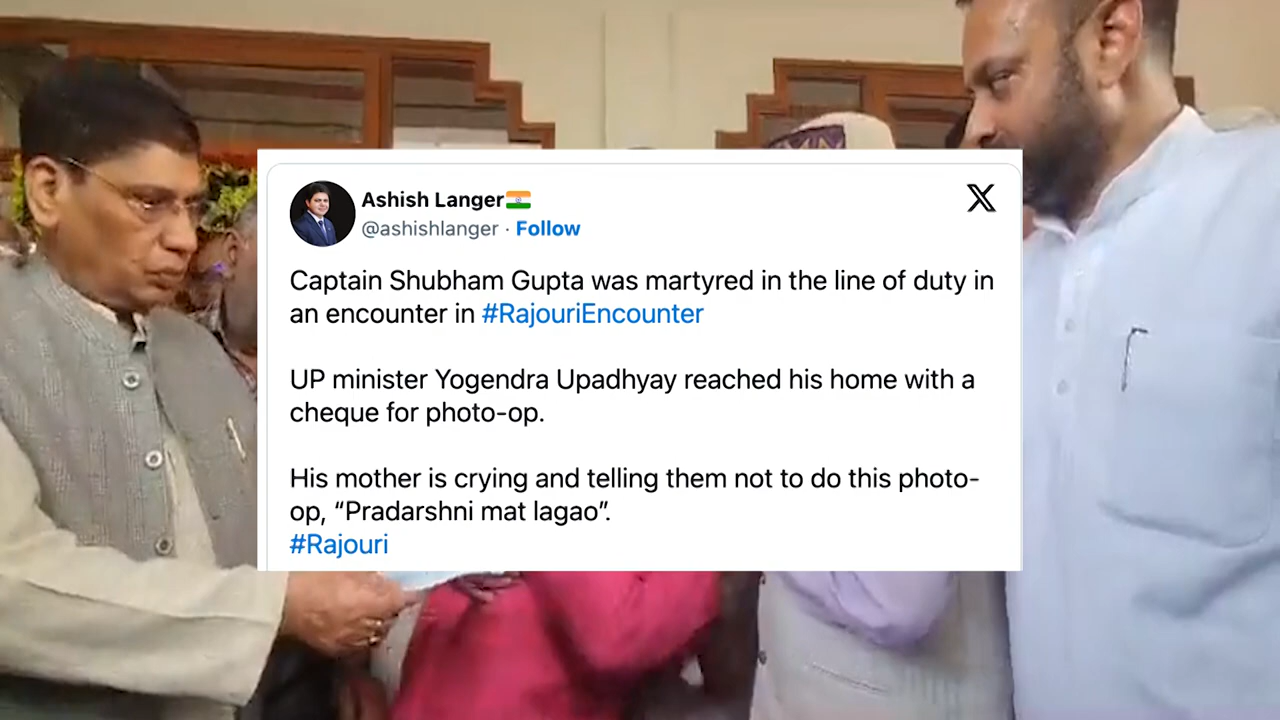 Ashish Langer🇮🇳
@ashishlanger · Follow
Captain Shubham Gupta was martyred in the line of duty in
an encounter in #RajouriEncounter
UP minister Yogendra Upadhyay reached his home with a
cheque for photo-op.
His mother is crying and telling them not to do this photo-
op, “Pradarshni mat lagao”.
#Rajouri